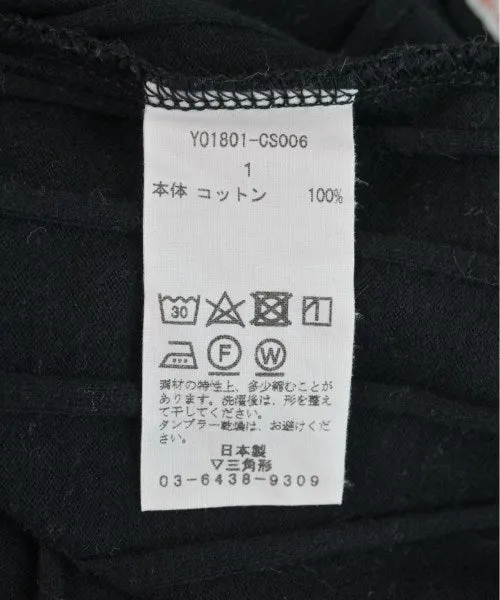 Y01801-CS006
1
本体 コットン 100%
30
F W
素材の特性上、多少縮むことが
あります。洗濯後は、形を整え
て干してください。
タンブラー乾燥は、お避けください。
日本製
▽三角形
03-6438-9309